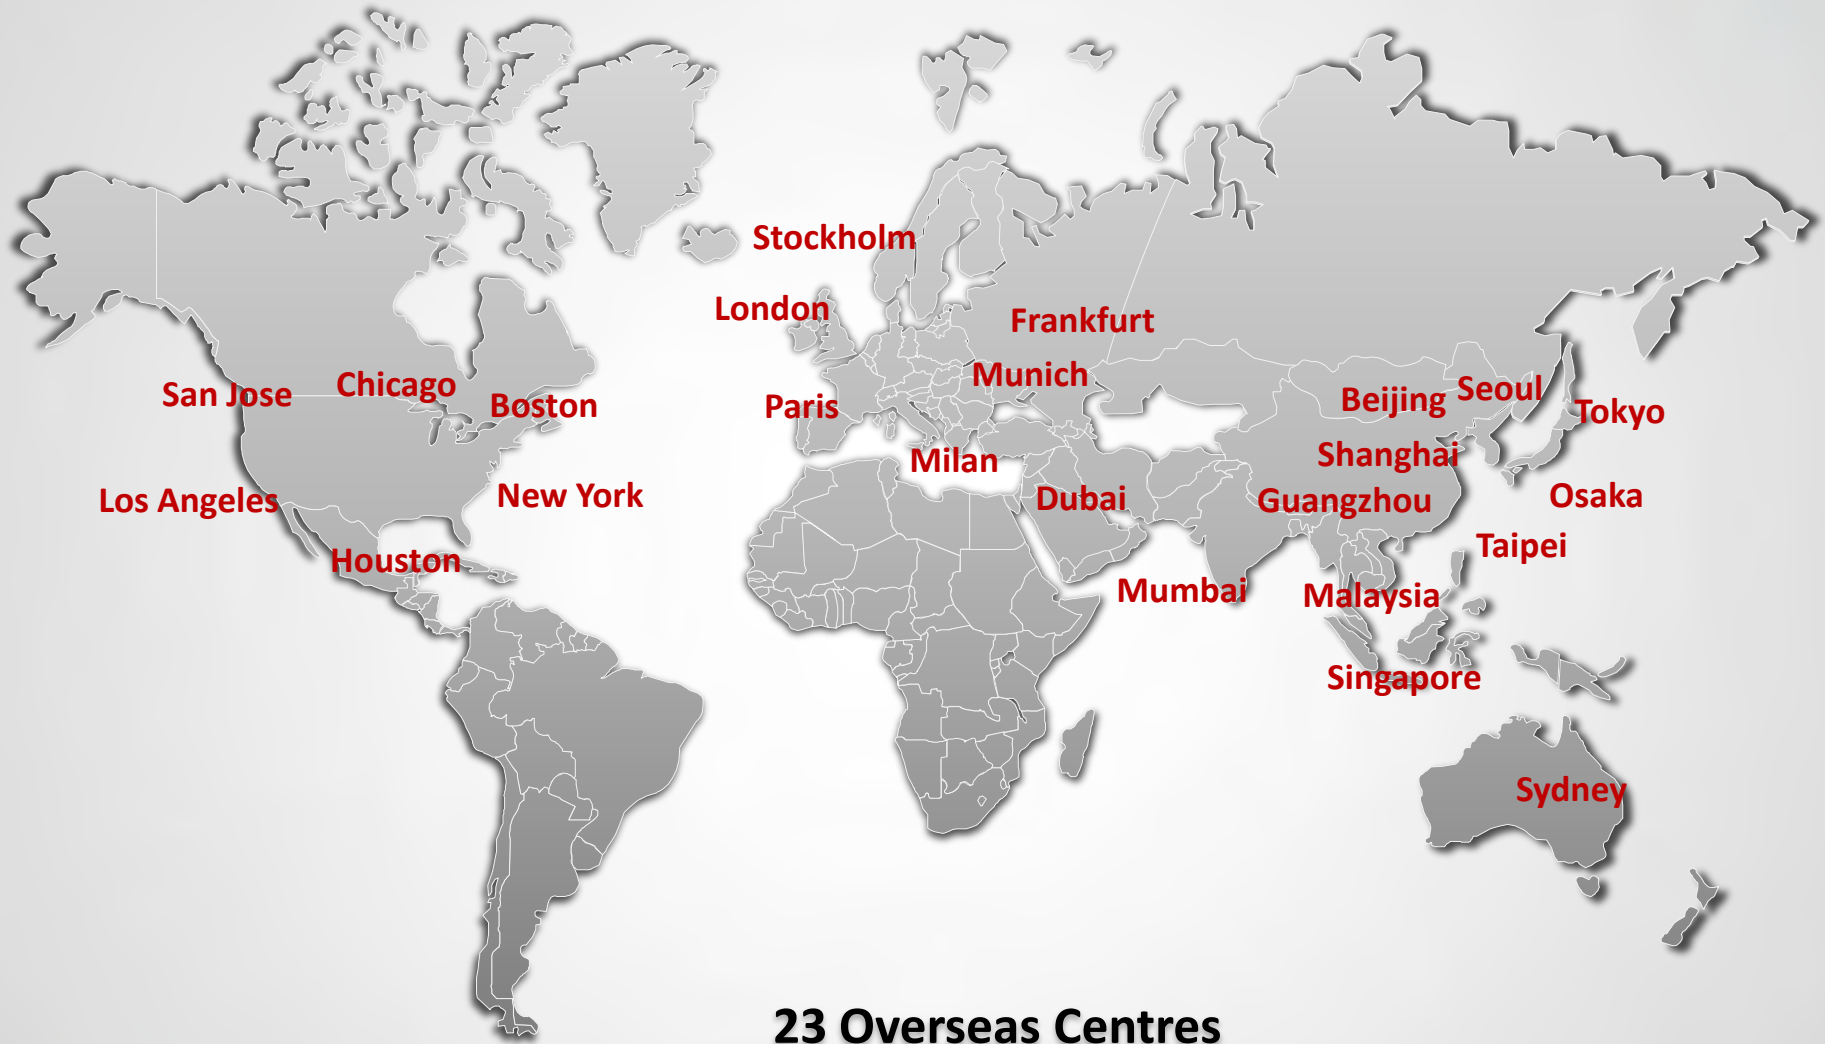 Stockholm
London
Frankfurt
Munich
San Jose
Chicago
Boston
Paris
Beijing
Seoul
Tokyo
Milan
Shanghai
Los Angeles
New York
Dubai
Guangzhou
Osaka
Houston
Taipei
Mumbai
Malaysia
Singapore
Sydney
23 Overseas Centres